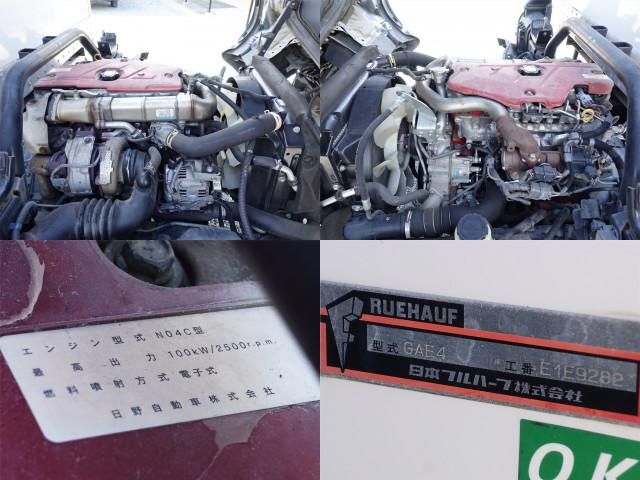 エンジン型式 N04C型
最高出力 100kW/2500r.p.m.
燃料噴射方式 電子式
日野自動車株式会社
RUEHAUF
型式 GAE4 工番 E1E9282
日本フルハーフ株式会社
OK